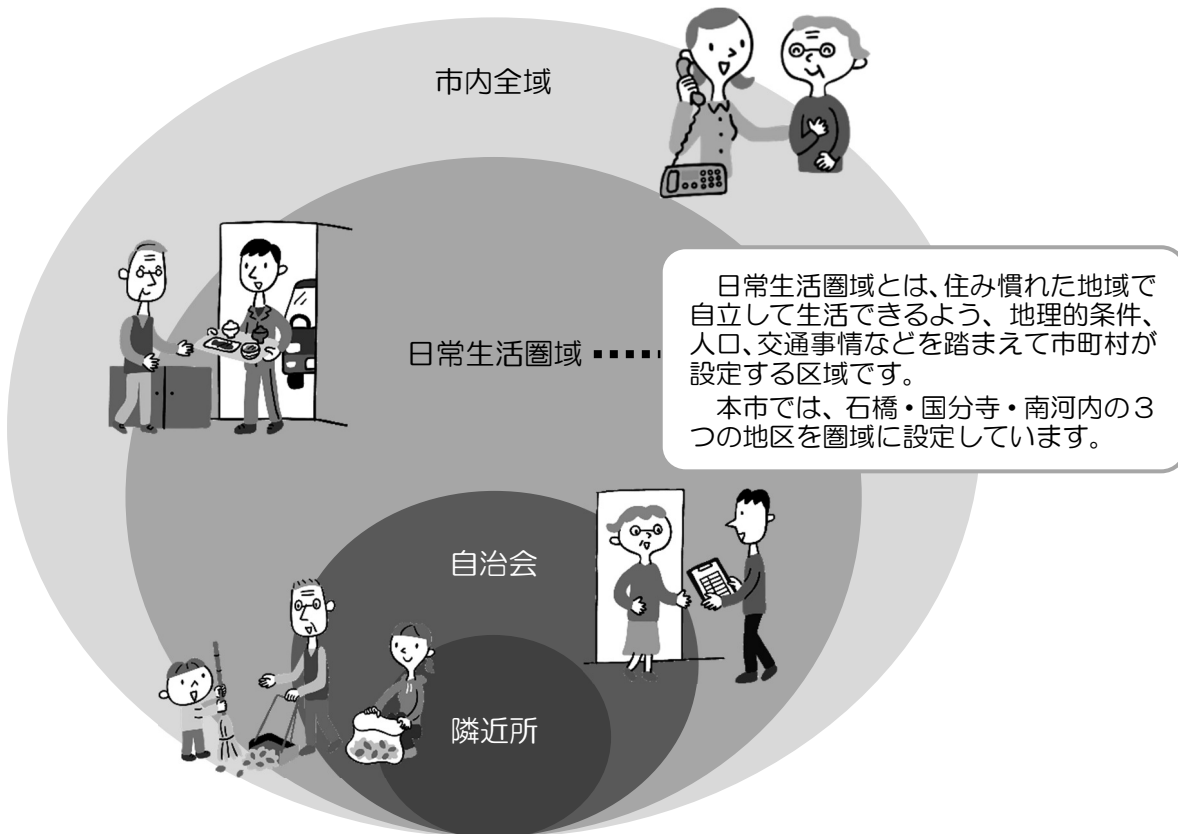 市内全域
日常生活圏域
日常生活圏域とは、住み慣れた地域で
自立して生活できるよう、地理的条件、
人口、交通事情などを踏まえて市町村が
設定する区域です。
本市では、石橋・国分寺・南河内の３
つの地区を圏域に設定しています。
自治会
隣近所